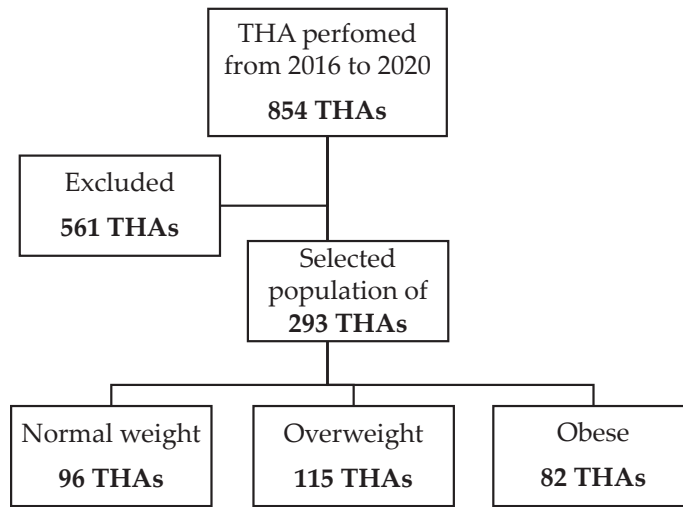 THA perfomed
from 2016 to 2020
854 THAs
Excluded
561 THAs
Selected
population of
293 THAs
Normal weight
96 THAs
Overweight
115 THAs
Obese
82 THAs